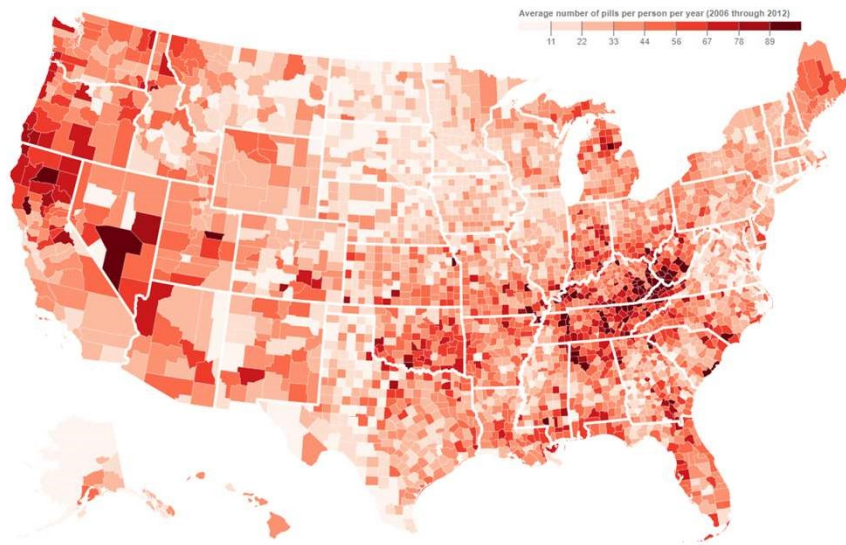 Average number of pills per person per year (2006 through 2012)
11 22 33 44 56 67 78 89